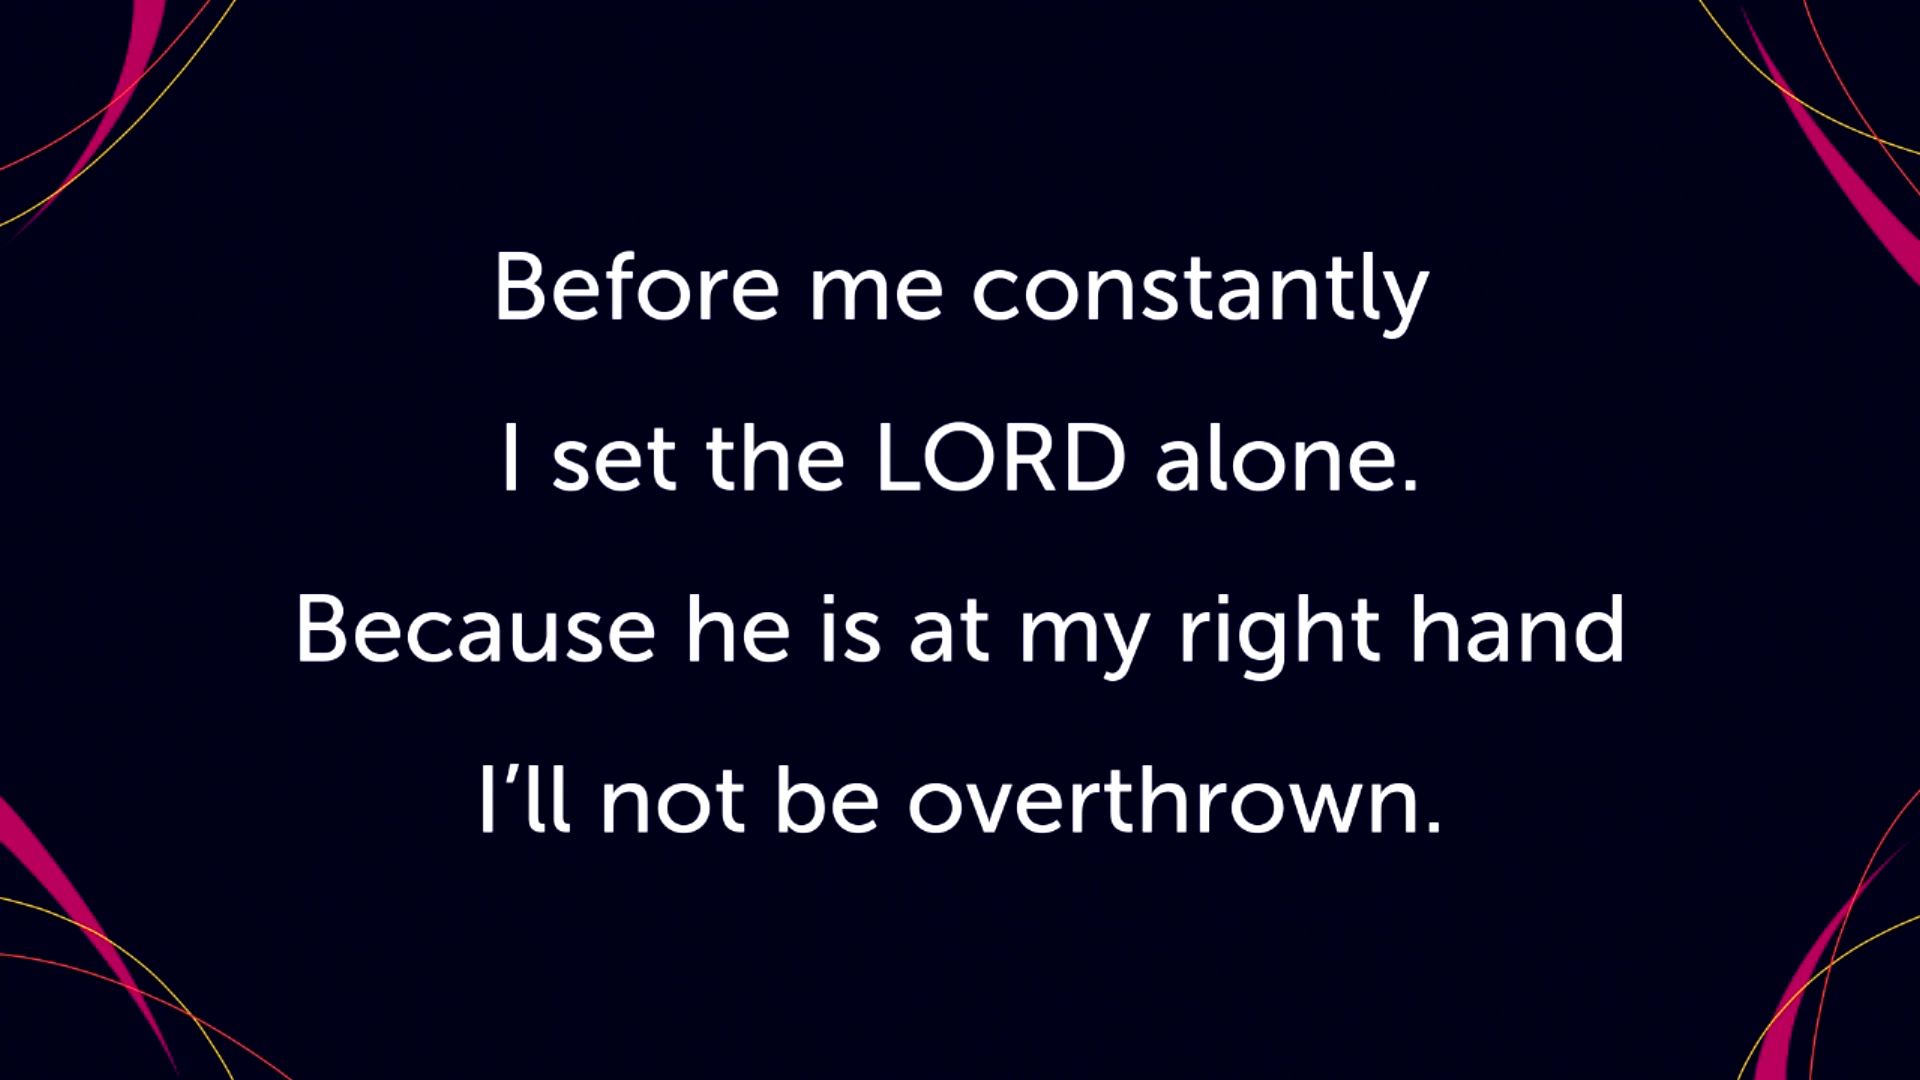 Before me constantly
I set the LORD alone.
Because he is at my right hand
I’ll not be overthrown.